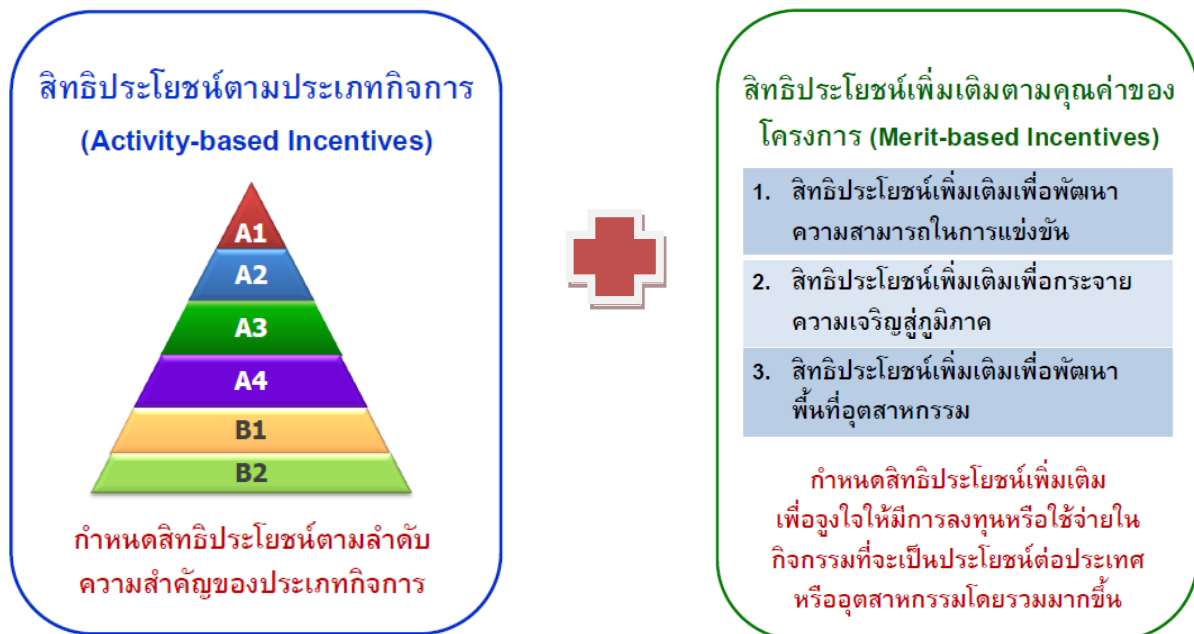 สิทธิประโยชน์ตามประเภทกิจการ
(Activity-based Incentives)
A1
A2
A3
A4
B1
B2
กำหนดสิทธิประโยชน์ตามลำดับ
ความสำคัญของประเภทกิจการ
สิทธิประโยชน์เพิ่มเติมตามคุณค่าของ
โครงการ (Merit-based Incentives)
1. สิทธิประโยชน์เพิ่มเติมเพื่อพัฒนา
ความสามารถในการแข่งขัน
2. สิทธิประโยชน์เพิ่มเติมเพื่อกระจาย
ความเจริญสู่ภูมิภาค
3. สิทธิประโยชน์เพิ่มเติมเพื่อพัฒนา
พื้นที่อุตสาหกรรม
กำหนดสิทธิประโยชน์เพิ่มเติม
เพื่อจูงใจให้มีการลงทุนหรือใช้จ่ายใน
กิจกรรมที่จะเป็นประโยชน์ต่อประเทศ
หรืออุตสาหกรรมโดยรวมมากขึ้น